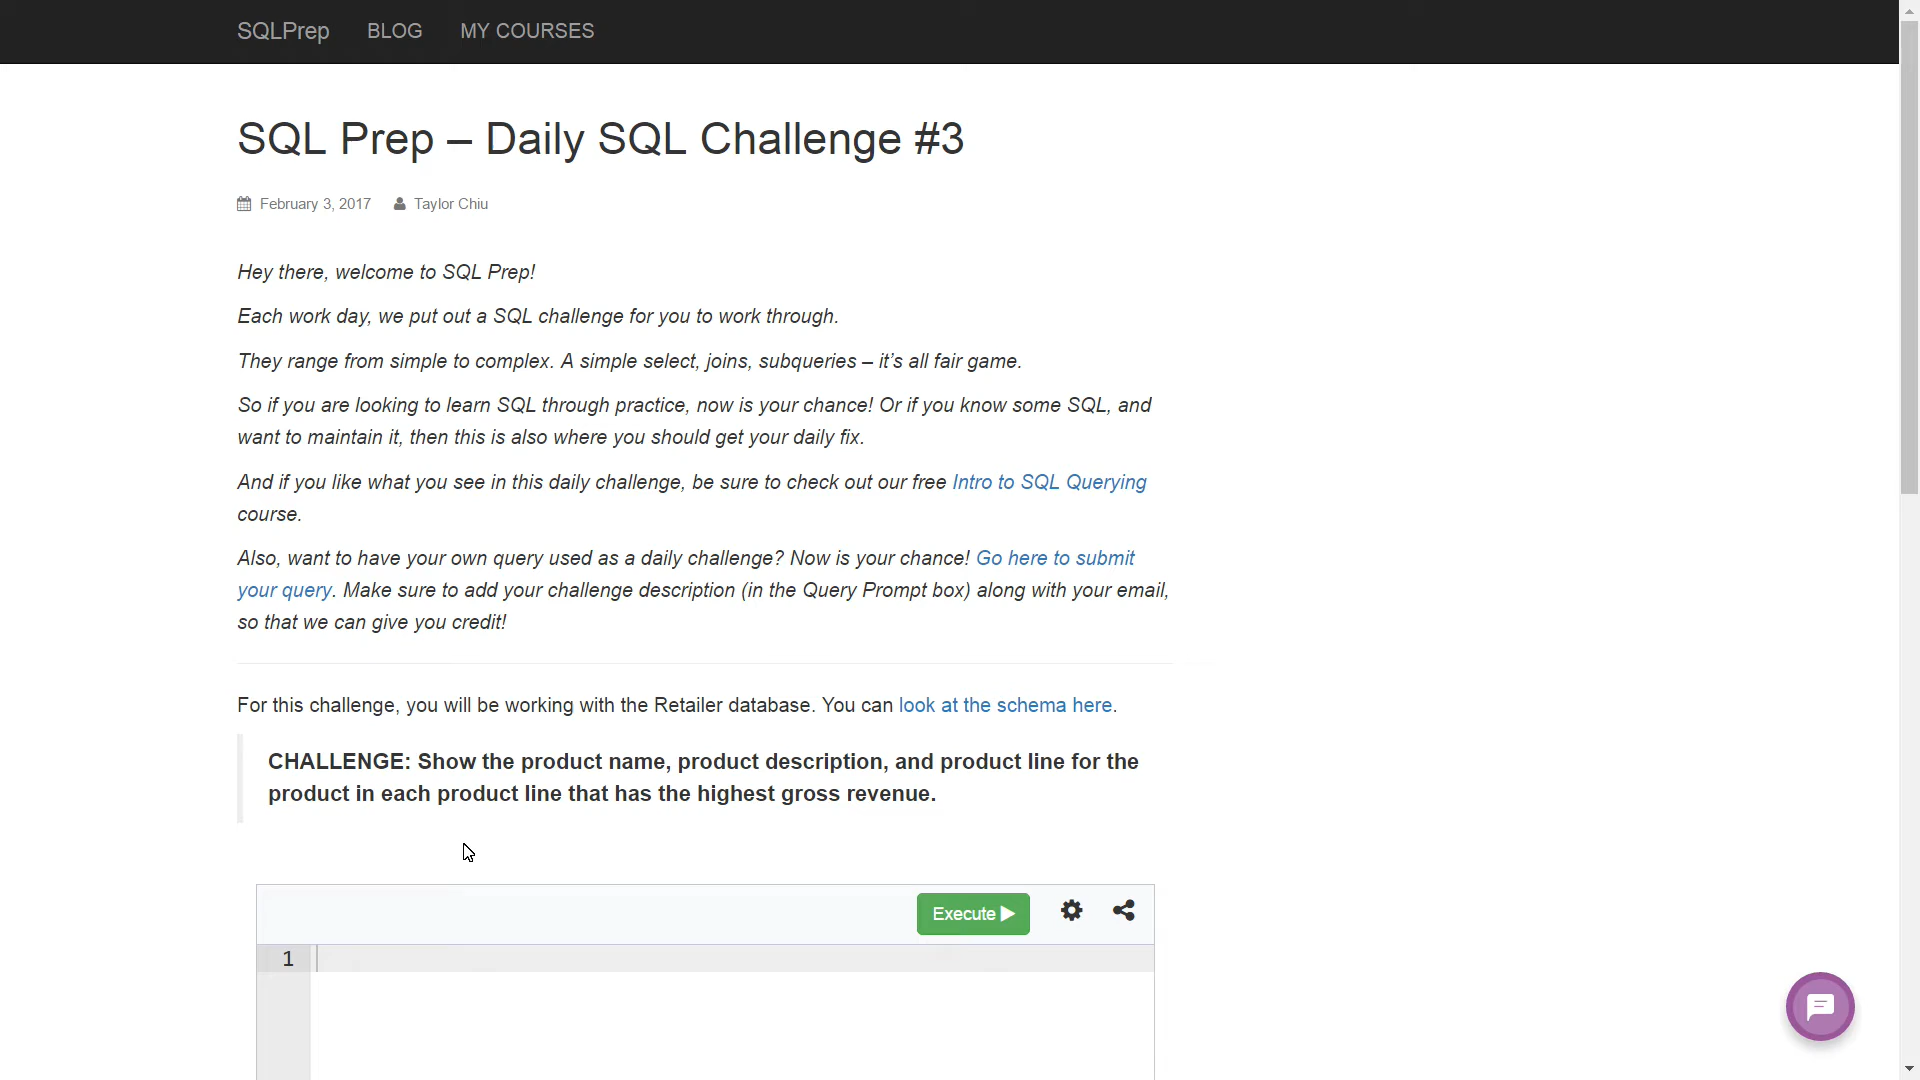 SQLPrep BLOG MY COURSES
SQL Prep – Daily SQL Challenge #3
February 3, 2017 Taylor Chiu
Hey there, welcome to SQL Prep!
Each work day, we put out a SQL challenge for you to work through.
They range from simple to complex. A simple select, joins, subqueries – it’s all fair game.
So if you are looking to learn SQL through practice, now is your chance! Or if you know some SQL, and
want to maintain it, then this is also where you should get your daily fix.
And if you like what you see in this daily challenge, be sure to check out our free Intro to SQL Querying
course.
Also, want to have your own query used as a daily challenge? Now is your chance! Go here to submit
your query. Make sure to add your challenge description (in the Query Prompt box) along with your email,
so that we can give you credit!
For this challenge, you will be working with the Retailer database. You can look at the schema here.
CHALLENGE: Show the product name, product description, and product line for the
product in each product line that has the highest gross revenue.
Execute
1